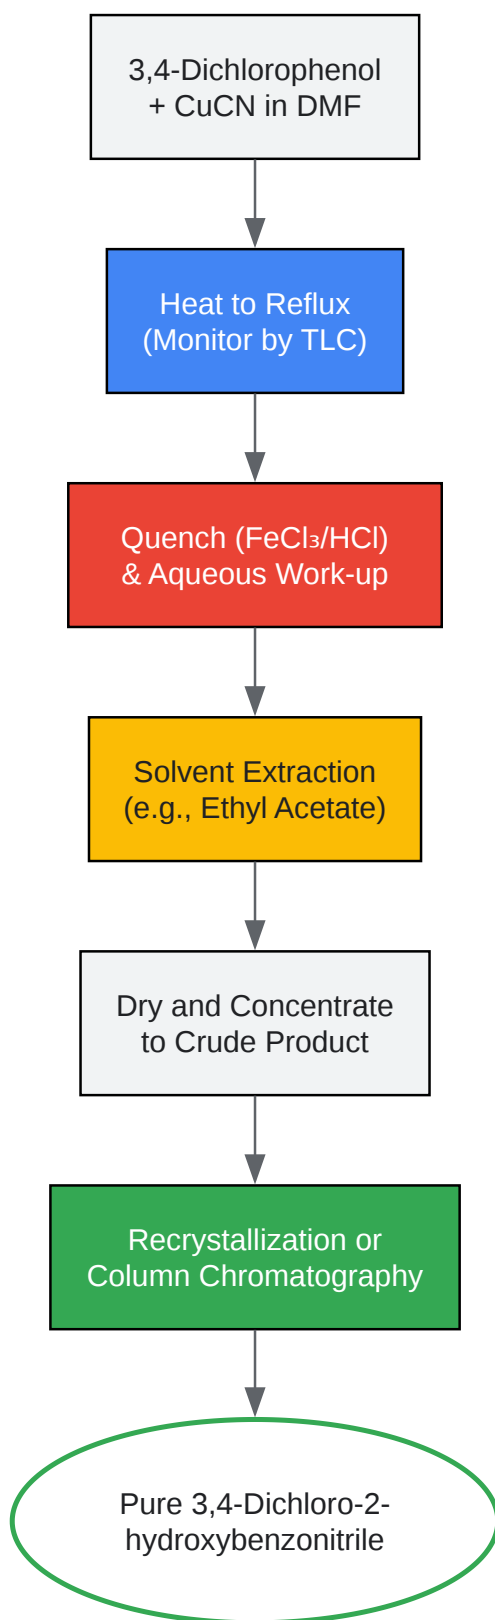 3,4-Dichlorophenol
+ CuCN in DMF
Heat to Reflux
(Monitor by TLC)
Quench (FeCl₃/HCl)
& Aqueous Work-up
Solvent Extraction
(e.g., Ethyl Acetate)
Dry and Concentrate
to Crude Product
Recrystallization or
Column Chromatography
Pure 3,4-Dichloro-2-
hydroxybenzonitrile